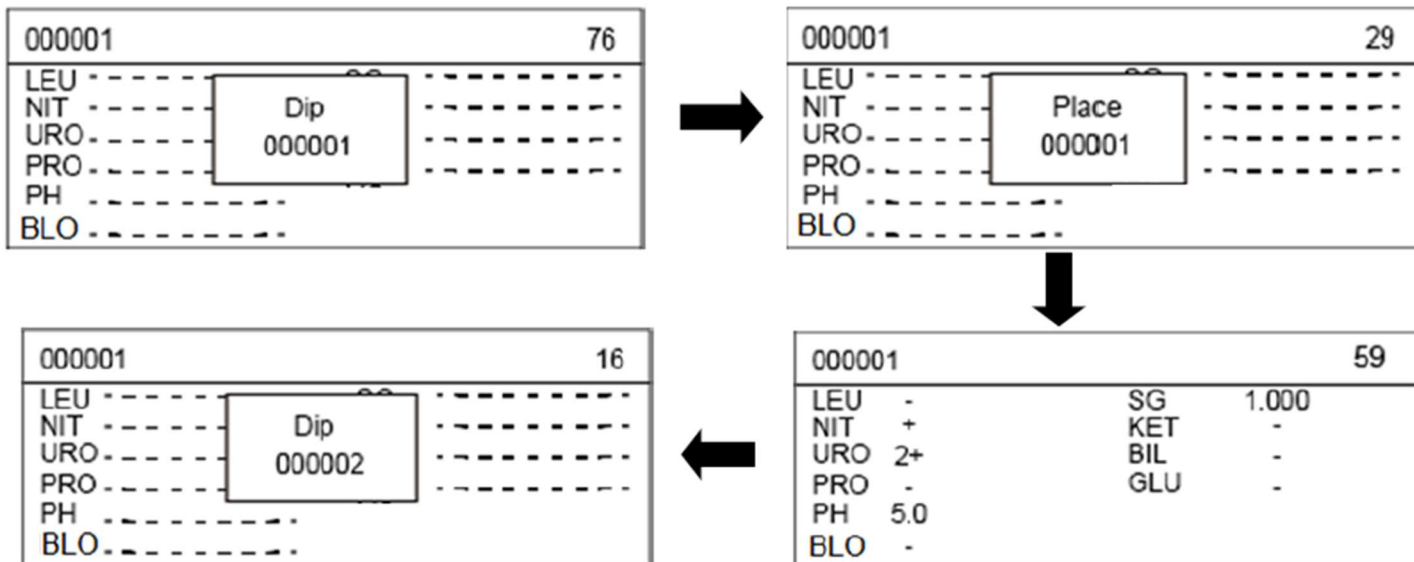 000001 76
LEU
NIT
URO
PRO
PH
BLO
Dip
000001
000001 29
LEU
NIT
URO
PRO
PH
BLO
Place
000001
000001 59
LEU - SG 1.000
NIT + KET -
URO 2+ BIL -
PRO - GLU -
PH 5.0
BLO -
000001 16
LEU
NIT
URO
PRO
PH
BLO
Dip
000002